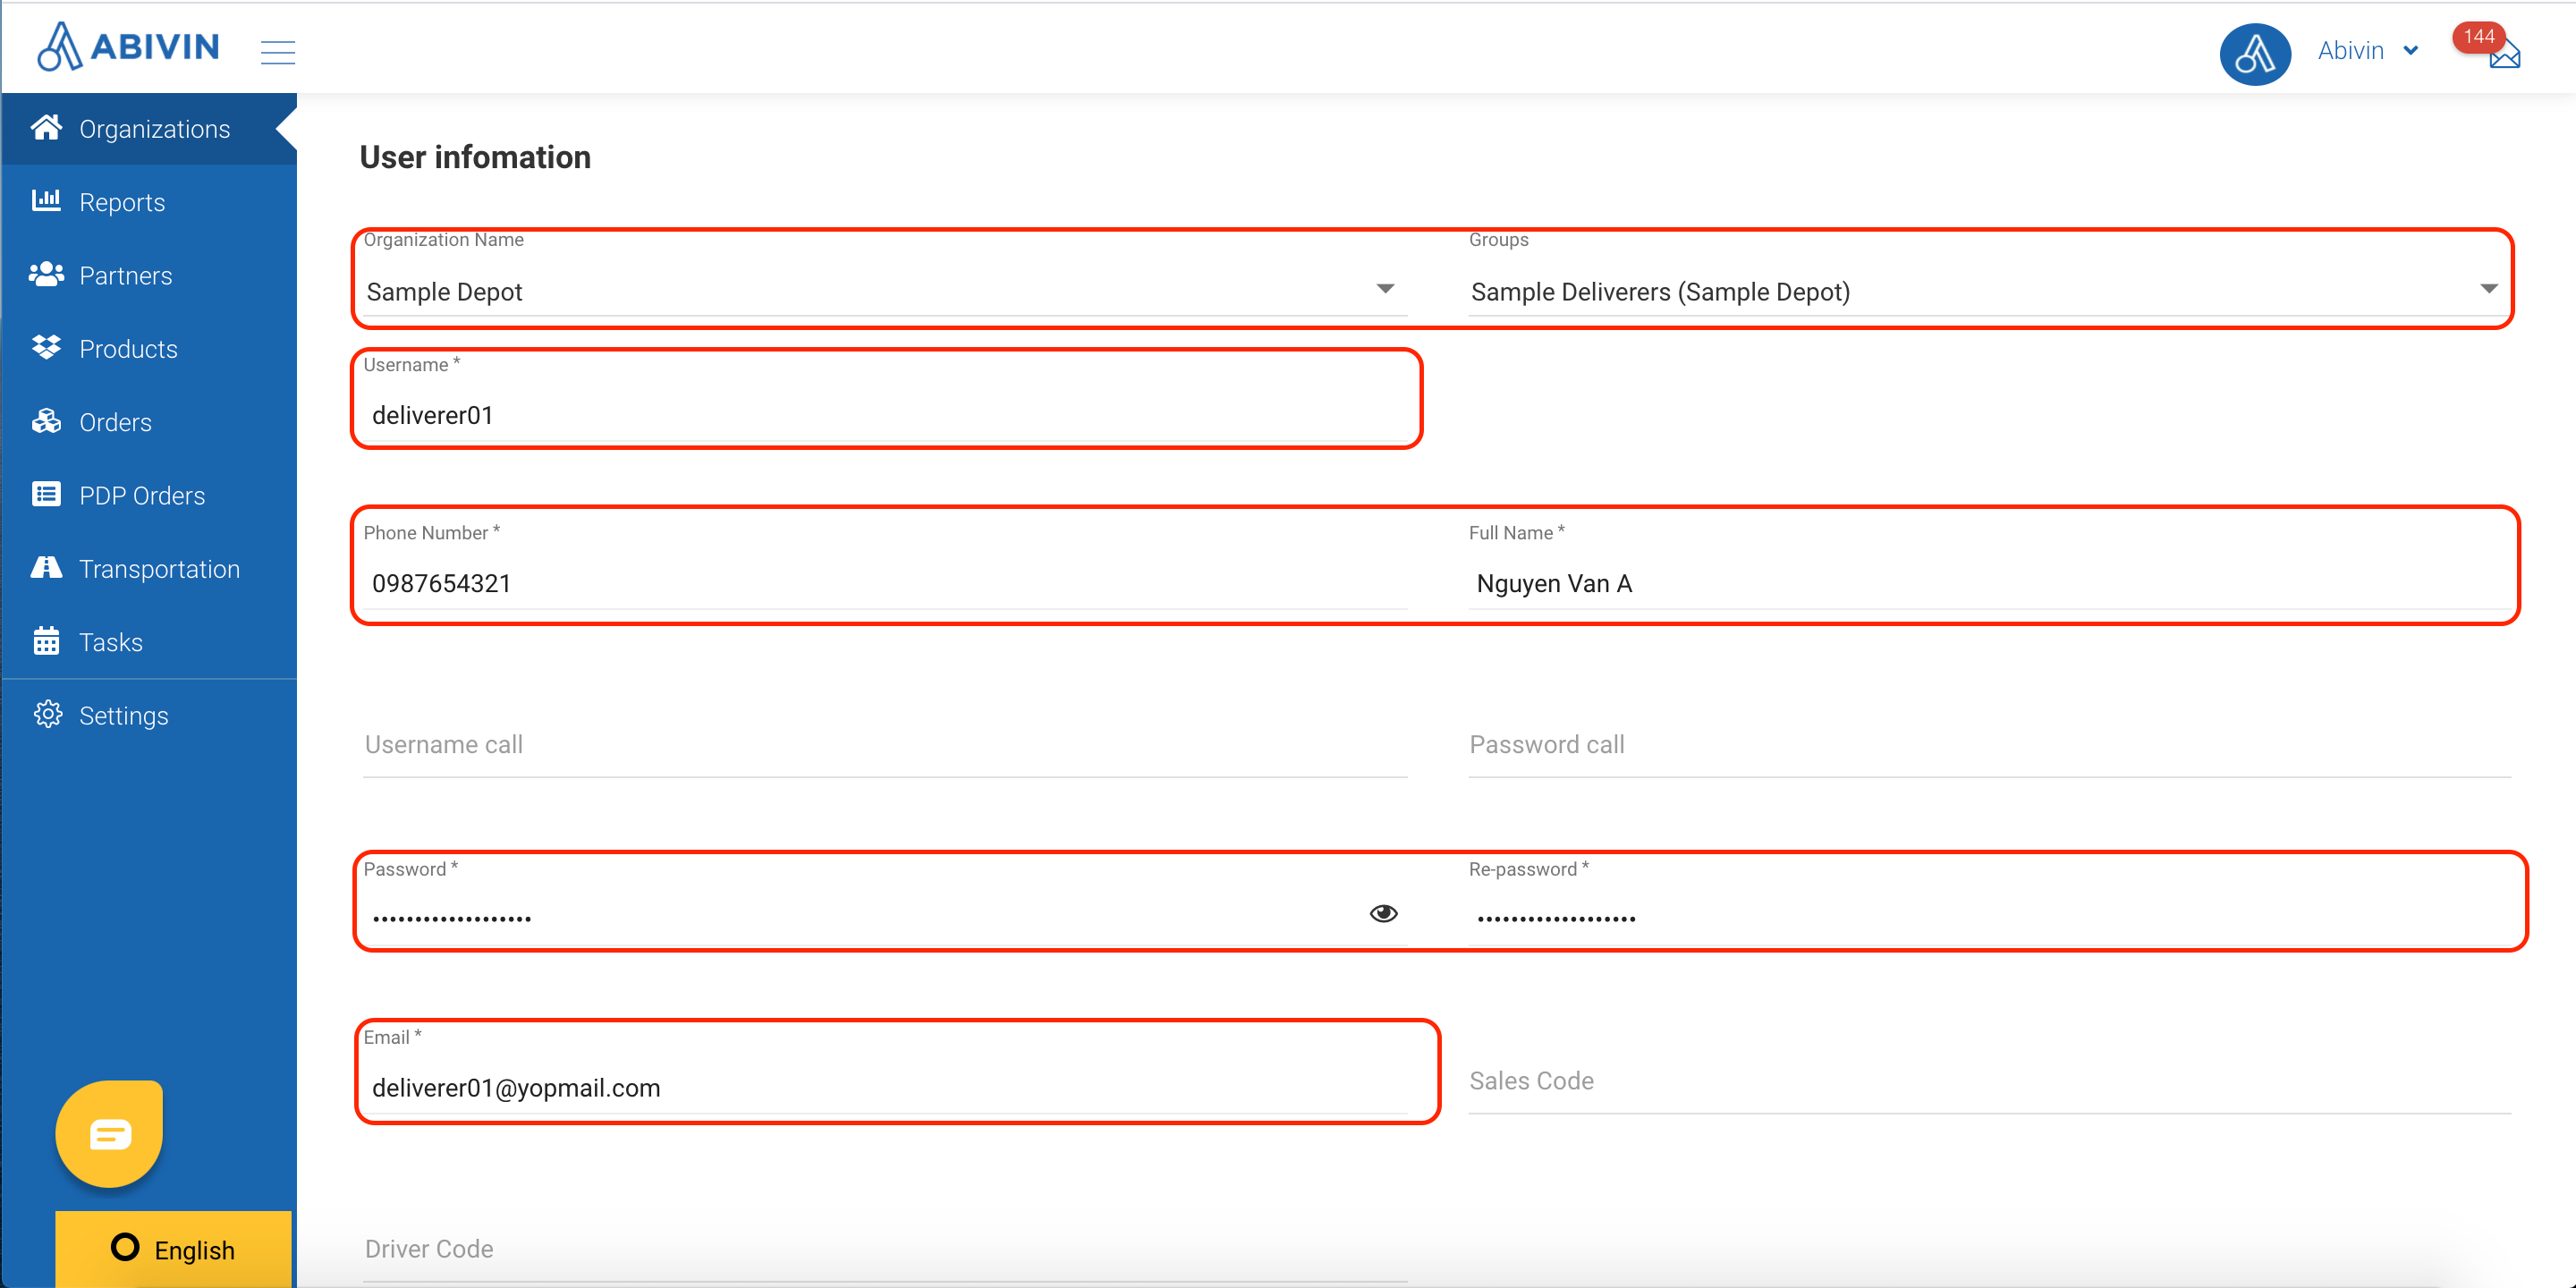 ABIVIN
Abivin
144
Organizations
Reports
Partners
Products
Orders
PDP Orders
Transportation
Tasks
Settings
English
User infomation
Organization Name
Groups
Sample Depot
Sample Deliverers (Sample Depot)
Username *
deliverer01
Phone Number *
Full Name *
0987654321
Nguyen Van A
Username call
Password call
Password *
Re-password *
•••••••••••••••••••
•••••••••••••••••••
Email *
deliverer01@yopmail.com
Sales Code
Driver Code